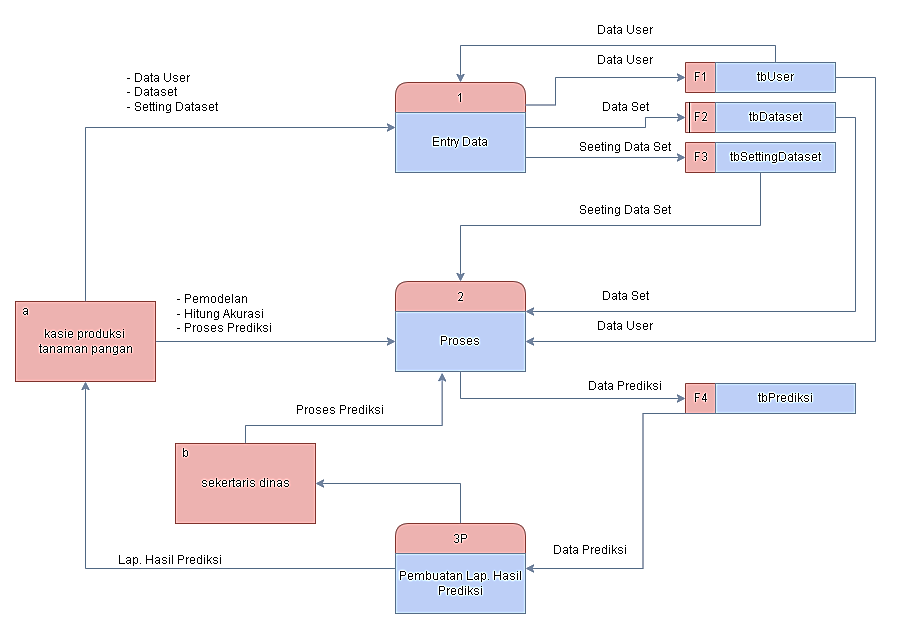 Data User
Data User
- Data User
- Dataset
- Setting Dataset
1
Entry Data
F1
tbUser
Data Set
F2
tbDataset
Seeting Data Set
F3
tbSettingDataset
Seeting Data Set
a
kasie produksi
tanaman pangan
- Pemodelan
- Hitung Akurasi
- Proses Prediksi
2
Proses
Data Set
Data User
Data Prediksi
F4
tbPrediksi
Proses Prediksi
b
sekertaris dinas
3P
Pembuatan Lap. Hasil
Prediksi
Data Prediksi
Lap. Hasil Prediksi